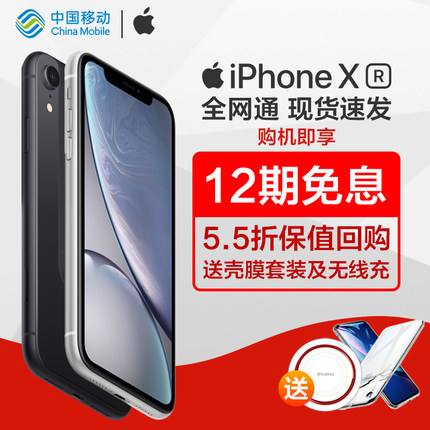 中国移动
China Mobile
iPhone X R
全网通 现货速发
购机即享
12期免息
5.5折保值回购
送壳膜套装及无线充
Wireless
送